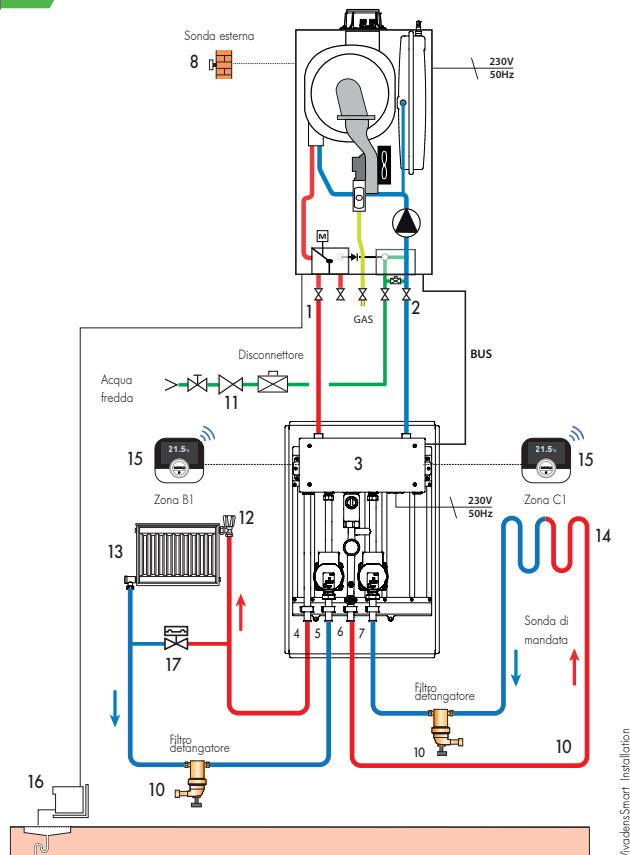 Sonda esterna
8
230V
50Hz
M
1
2
GAS
BUS
Disconnettore
Acqua
fredda
11
3
15
21.5
21.5
15
Zona B1
Zona C1
230V
50Hz
12
13
14
4
5
6
7
Sonda di
mandata
17
Filtro
defangatore
10
10
Filtro
defangatore
10
16
VivadensSmart Installation